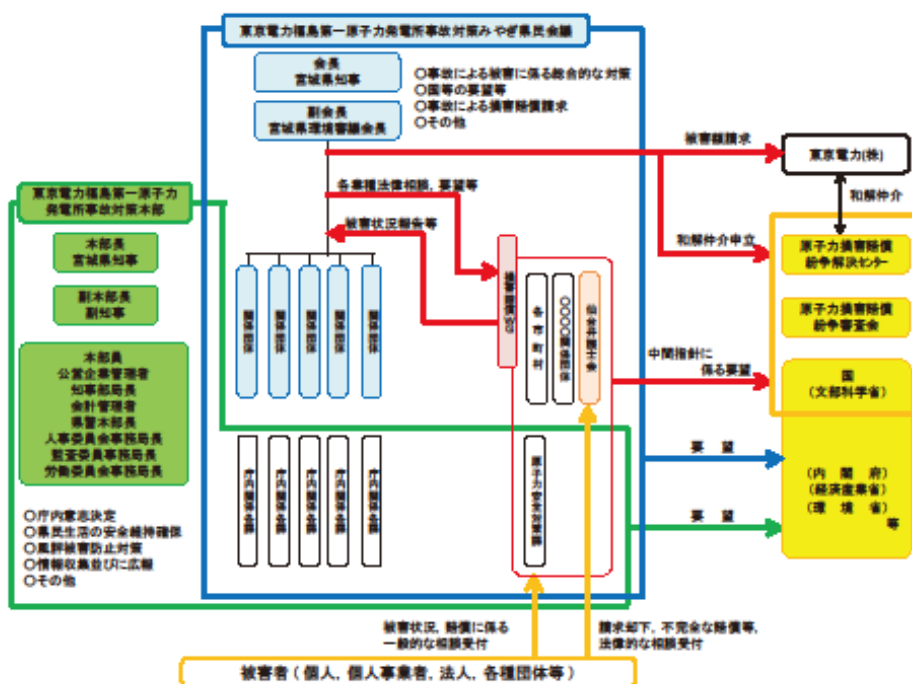 東京電力福島第一原子力発電所事故対策みやぎ県民会議
会長
宮城県知事
副会長
宮城県環境審議会長
○事故による被害に係る総合的な対策
○国等の要望等
○事故による損害賠償請求
○その他
被害額請求
東京電力(株)
和解仲介
各業種法律相談，要望等
被害状況報告等
和解仲介申立
原子力損害賠償
紛争解決センター
原子力損害賠償
紛争審査会
東京電力福島第一原子力
発電所事故対策本部
本部長
宮城県知事
副本部長
副知事
本部員
公営企業管理者
知事部局長
会計管理者
県警本部長
人事委員会事務局長
監査委員事務局長
労働委員会事務局長
○庁内意志決定
○県民生活の安全維持確保
○風評被害防止対策
○情報収集並びに広報
○その他
関係団体
関係団体
関係団体
関係団体
関係団体
損害賠償WG
各市町村
○○○○関係団体
仙台弁護士会
中間指針に
係る要望
国
（文部科学省）
庁内関係各課
庁内関係各課
庁内関係各課
庁内関係各課
庁内関係各課
原子力安全対策課
要　望
要　望
（内　閣　府）
（経済産業省）
（環　境　省）
等
被害状況，賠償に係る
一般的な相談受付
請求却下，不完全な賠償等，
法律的な相談受付
被害者（個人，個人事業者，法人，各種団体等）